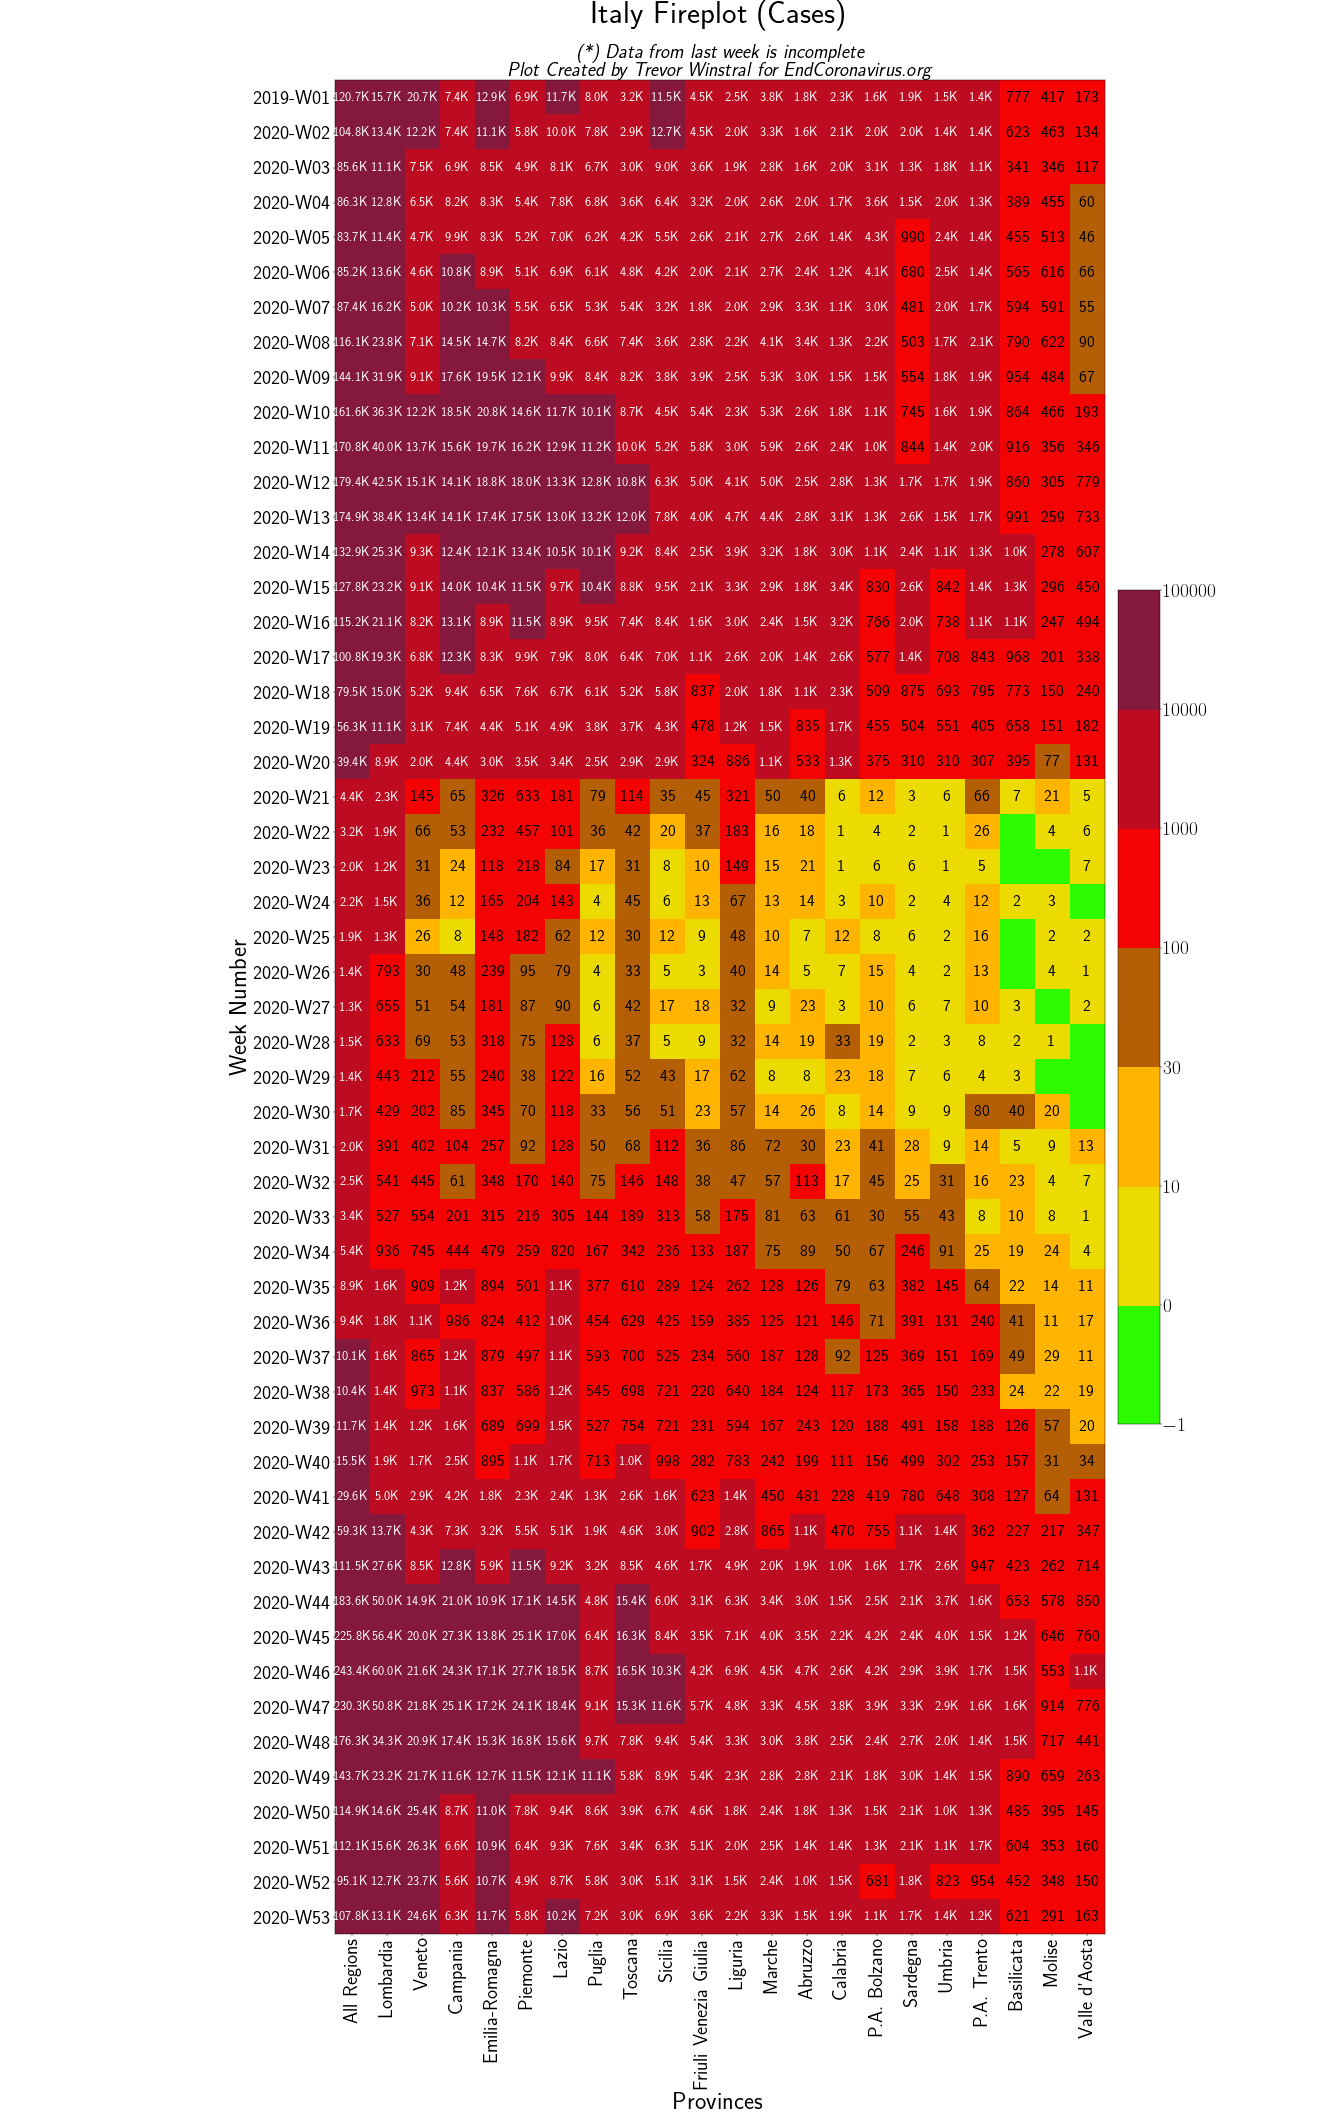 Italy Fireplot (Cases)
(*) Data from last week is incomplete
Plot Created by Trevor Winstral for EndCoronavirus.org
2019-W01 120.7K 15.7K 20.7K 7.4K 12.9K 6.9K 11.7K 8.0K 3.2K 11.5K 4.5K 2.5K 3.8K 1.8K 2.3K 1.6K 1.9K 1.5K 1.4K 777 417 173
2020-W02 104.8K 13.4K 12.2K 7.4K 11.1K 5.8K 10.0K 7.8K 2.9K 12.7K 4.5K 2.0K 3.3K 1.6K 2.1K 2.0K 2.0K 1.4K 1.4K 623 463 134
2020-W03 85.6K 11.1K 7.5K 6.9K 8.5K 4.9K 8.1K 6.7K 3.0K 9.0K 3.6K 1.9K 2.8K 1.6K 2.0K 3.1K 1.3K 1.8K 1.1K 341 346 117
2020-W04 86.3K 12.8K 6.5K 8.2K 8.3K 5.4K 7.8K 6.8K 3.6K 6.4K 3.2K 2.0K 2.6K 2.0K 1.7K 3.6K 1.5K 2.0K 1.3K 389 455 60
2020-W05 83.7K 11.4K 4.7K 9.9K 8.3K 5.2K 7.0K 6.2K 4.2K 5.5K 2.6K 2.1K 2.7K 2.6K 1.4K 4.3K 990 2.4K 1.4K 455 513 46
2020-W06 85.2K 13.6K 4.6K 10.8K 8.9K 5.1K 6.9K 6.1K 4.8K 4.2K 2.0K 2.1K 2.7K 2.4K 1.2K 4.1K 680 2.5K 1.4K 565 616 66
2020-W07 87.4K 16.2K 5.0K 10.2K 10.3K 5.5K 6.5K 5.3K 5.4K 3.2K 1.8K 2.0K 2.9K 3.3K 1.1K 3.0K 481 2.0K 1.7K 594 591 55
2020-W08 116.1K 23.8K 7.1K 14.5K 14.7K 8.2K 8.4K 6.6K 7.4K 3.6K 2.8K 2.2K 4.1K 3.4K 1.3K 2.2K 503 1.7K 2.1K 790 622 90
2020-W09 144.1K 31.9K 9.1K 17.6K 19.5K 12.1K 9.9K 8.4K 8.2K 3.8K 3.9K 2.5K 5.3K 3.0K 1.5K 1.5K 554 1.8K 1.9K 954 484 67
2020-W10 161.6K 36.3K 12.2K 18.5K 20.8K 14.6K 11.7K 10.1K 8.7K 4.5K 5.4K 2.3K 5.3K 2.6K 1.8K 1.1K 745 1.6K 1.9K 864 466 193
2020-W11 170.8K 40.0K 13.7K 15.6K 19.7K 16.2K 12.9K 11.2K 10.0K 5.2K 5.8K 3.0K 5.9K 2.6K 2.4K 1.0K 844 1.4K 2.0K 916 356 346
2020-W12 179.4K 42.5K 15.1K 14.1K 18.8K 18.0K 13.3K 12.8K 10.8K 6.3K 5.0K 4.1K 5.0K 2.5K 2.8K 1.3K 1.7K 1.7K 1.9K 860 305 779
2020-W13 174.9K 38.4K 13.4K 14.1K 17.4K 17.5K 13.0K 13.2K 12.0K 7.8K 4.0K 4.7K 4.4K 2.8K 3.1K 1.3K 2.6K 1.5K 1.7K 991 259 733
2020-W14 132.9K 25.3K 9.3K 12.4K 12.1K 13.4K 10.5K 10.1K 9.2K 8.4K 2.5K 3.9K 3.2K 1.8K 3.0K 1.1K 2.4K 1.1K 1.3K 1.0K 278 607
2020-W15 127.8K 23.2K 9.1K 14.0K 10.4K 11.5K 9.7K 10.4K 8.8K 9.5K 2.1K 3.3K 2.9K 1.8K 3.4K 830 2.6K 842 1.4K 1.3K 296 450
2020-W16 115.2K 21.1K 8.2K 13.1K 8.9K 11.5K 8.9K 9.5K 7.4K 8.4K 1.6K 3.0K 2.4K 1.5K 3.2K 766 2.0K 738 1.1K 1.1K 247 494
2020-W17 100.8K 19.3K 6.8K 12.3K 8.3K 9.9K 7.9K 8.0K 6.4K 7.0K 1.1K 2.6K 2.0K 1.4K 2.6K 577 1.4K 708 843 968 201 338
2020-W18 79.5K 15.0K 5.2K 9.4K 6.5K 7.6K 6.7K 6.1K 5.2K 5.8K 837 2.0K 1.8K 1.1K 2.3K 509 875 693 795 773 150 240
2020-W19 56.3K 11.1K 3.1K 7.4K 4.4K 5.1K 4.9K 3.8K 3.7K 4.3K 478 1.2K 1.5K 835 1.7K 455 504 551 405 658 151 182
2020-W20 39.4K 8.9K 2.0K 4.4K 3.0K 3.5K 3.4K 2.5K 2.9K 2.9K 324 886 1.1K 533 1.3K 375 310 310 307 395 77 131
2020-W21 4.4K 2.3K 145 65 326 633 181 79 114 35 45 321 50 40 6 12 3 6 66 7 21 5
2020-W22 3.2K 1.9K 66 53 232 457 101 36 42 20 37 183 16 18 1 4 2 1 26 4 6
2020-W23 2.0K 1.2K 31 24 118 218 84 17 31 8 10 149 15 21 1 6 6 1 5 7
2020-W24 2.2K 1.5K 36 12 165 204 143 4 45 6 13 67 13 14 3 10 2 4 12 2 3
2020-W25 1.9K 1.3K 26 8 148 182 62 12 30 12 9 48 10 7 12 8 6 2 16 2 2
2020-W26 1.4K 793 30 48 239 95 79 4 33 5 3 40 14 5 7 15 4 2 13 4 1
2020-W27 1.3K 655 51 54 181 87 90 6 42 17 18 32 9 23 3 10 6 7 10 3 2
2020-W28 1.5K 633 69 53 318 75 128 6 37 5 9 32 14 19 33 19 2 3 8 2 1
2020-W29 1.4K 443 212 55 240 38 122 16 52 43 17 62 8 8 23 18 7 6 4 3
2020-W30 1.7K 429 202 85 345 70 118 33 56 51 23 57 14 26 8 14 9 9 80 40 20
2020-W31 2.0K 391 402 104 257 92 128 50 68 112 36 86 72 30 23 41 28 9 14 5 9 13
2020-W32 2.5K 541 445 61 348 170 140 75 146 148 38 47 57 113 17 45 25 31 16 23 4 7
2020-W33 3.4K 527 554 201 315 216 305 144 189 313 58 175 81 63 61 30 55 43 8 10 8 1
2020-W34 5.4K 936 745 444 479 259 820 167 342 236 133 187 75 89 50 67 246 91 25 19 24 4
2020-W35 8.9K 1.6K 909 1.2K 894 501 1.1K 377 610 289 124 262 128 126 79 63 382 145 64 22 14 11
2020-W36 9.4K 1.8K 1.1K 986 824 412 1.0K 454 629 425 159 385 125 121 146 71 391 131 240 41 11 17
2020-W37 10.1K 1.6K 865 1.2K 879 497 1.1K 593 700 525 234 560 187 128 92 125 369 151 169 49 29 11
2020-W38 10.4K 1.4K 973 1.1K 837 586 1.2K 545 698 721 220 640 184 124 117 173 365 150 233 24 22 19
2020-W39 11.7K 1.4K 1.2K 1.6K 689 699 1.5K 527 754 721 231 594 167 243 120 188 491 158 188 126 57 20
2020-W40 15.5K 1.9K 1.7K 2.5K 895 1.1K 1.7K 713 1.0K 998 282 783 242 199 111 156 499 302 253 157 31 34
2020-W41 29.6K 5.0K 2.9K 4.2K 1.8K 2.3K 2.4K 1.3K 2.6K 1.6K 623 1.4K 450 481 228 419 780 648 308 127 64 131
2020-W42 59.3K 13.7K 4.3K 7.3K 3.2K 5.5K 5.1K 1.9K 4.6K 3.0K 902 2.8K 865 1.1K 470 755 1.1K 1.4K 362 227 217 347
2020-W43 111.5K 27.6K 8.5K 12.8K 5.9K 11.5K 9.2K 3.2K 8.5K 4.6K 1.7K 4.9K 2.0K 1.9K 1.0K 1.6K 1.7K 2.6K 947 423 262 714
2020-W44 183.6K 50.0K 14.9K 21.0K 10.9K 17.1K 14.5K 4.8K 15.4K 6.0K 3.1K 6.3K 3.4K 3.0K 1.5K 2.5K 2.1K 3.7K 1.6K 653 578 850
2020-W45 225.8K 56.4K 20.0K 27.3K 13.8K 25.1K 17.0K 6.4K 16.3K 8.4K 3.5K 7.1K 4.0K 3.5K 2.2K 4.2K 2.4K 4.0K 1.5K 1.2K 646 760
2020-W46 243.4K 60.0K 21.6K 24.3K 17.1K 27.7K 18.5K 8.7K 16.5K 10.3K 4.2K 6.9K 4.5K 4.7K 2.6K 4.2K 2.9K 3.9K 1.7K 1.5K 553 1.1K
2020-W47 230.3K 50.8K 21.8K 25.1K 17.2K 24.1K 18.4K 9.1K 15.3K 11.6K 5.7K 4.8K 3.3K 4.5K 3.8K 3.9K 3.3K 2.9K 1.6K 1.6K 914 776
2020-W48 176.3K 34.3K 20.9K 17.4K 15.3K 16.8K 15.6K 9.7K 7.8K 9.4K 5.4K 3.3K 3.0K 3.8K 2.5K 2.4K 2.7K 2.0K 1.4K 1.5K 717 441
2020-W49 143.7K 23.2K 21.7K 11.6K 12.7K 11.5K 12.1K 11.1K 5.8K 8.9K 5.4K 2.3K 2.8K 2.8K 2.1K 1.8K 3.0K 1.4K 1.5K 890 659 263
2020-W50 114.9K 14.6K 25.4K 8.7K 11.0K 7.8K 9.4K 8.6K 3.9K 6.7K 4.6K 1.8K 2.4K 1.8K 1.3K 1.5K 2.1K 1.0K 1.3K 485 395 145
2020-W51 112.1K 15.6K 26.3K 6.6K 10.9K 6.4K 9.3K 7.6K 3.4K 6.3K 5.1K 2.0K 2.5K 1.4K 1.4K 1.3K 2.1K 1.1K 1.7K 604 353 160
2020-W52 95.1K 12.7K 23.7K 5.6K 10.7K 4.9K 8.7K 5.8K 3.0K 5.1K 3.1K 1.5K 2.4K 1.0K 1.5K 681 1.8K 823 954 452 348 150
2020-W53 107.8K 13.1K 24.6K 6.3K 11.7K 5.8K 10.2K 7.2K 3.0K 6.9K 3.6K 2.2K 3.3K 1.5K 1.9K 1.1K 1.7K 1.4K 1.2K 621 291 163
Week Number
100000
10000
1000
100
30
10
0
−1
All Regions
Lombardia
Veneto
Campania
Emilia-Romagna
Piemonte
Lazio
Puglia
Toscana
Sicilia
Friuli Venezia Giulia
Liguria
Marche
Abruzzo
Calabria
P.A. Bolzano
Sardegna
Umbria
P.A. Trento
Basilicata
Molise
Valle d'Aosta
Provinces